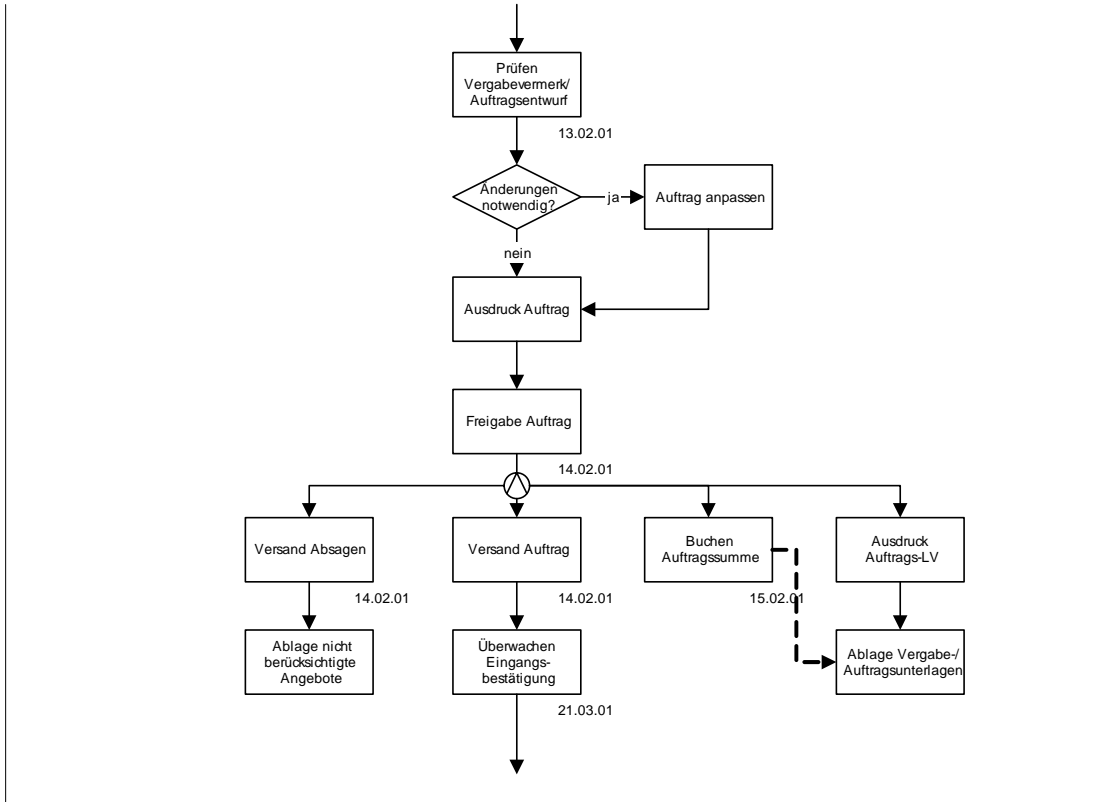 Prüfen
Vergabevermerk/
Auftragsentwurf
13.02.01
Änderungen
notwendig?
ja
Auftrag anpassen
nein
Ausdruck Auftrag
Freigabe Auftrag
14.02.01
Versand Absagen
Versand Auftrag
Buchen
Auftragssumme
Ausdruck
Auftrags-LV
14.02.01
14.02.01
15.02.01
Ablage nicht
berücksichtigte
Angebote
Überwachen
Eingangs-
bestätigung
Ablage Vergabe-/
Auftragsunterlagen
21.03.01